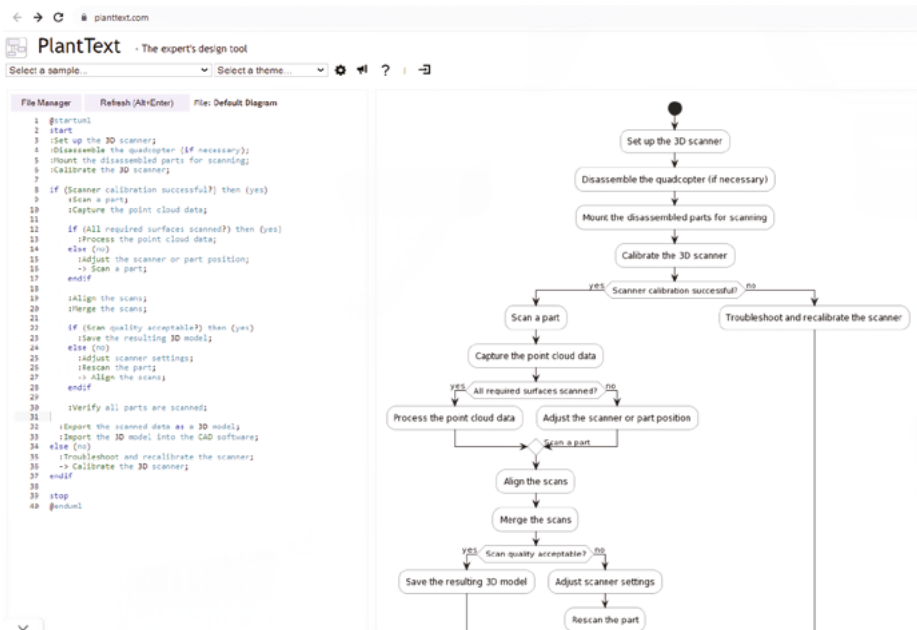 planttext.com
PlantText - The expert's design tool
Select a sample... Select a theme... ?
File Manager Refresh (Alt+Enter) File: Default Diagram
1 @startuml
2 start
3 :Set up the 3D scanner;
4 :Disassemble the quadcopter (if necessary);
5 :Mount the disassembled parts for scanning;
6 :Calibrate the 3D scanner;
7
8 if (Scanner calibration successful?) then (yes)
9 :Scan a part;
10 :Capture the point cloud data;
11
12 if (All required surfaces scanned?) then (yes)
13 :Process the point cloud data;
14 else (no)
15 :Adjust the scanner or part position;
16 -> Scan a part;
17 endif
18
19 :Align the scans;
20 :Merge the scans;
21
22 if (Scan quality acceptable?) then (yes)
23 :Save the resulting 3D model;
24 else (no)
25 :Adjust scanner settings;
26 :Rescan the part;
27 -> Align the scans;
28 endif
29
30 :Verify all parts are scanned;
31
32 :Export the scanned data as a 3D model;
33 :Import the 3D model into the CAD software;
34 else (no)
35 :Troubleshoot and recalibrate the scanner;
36 -> Calibrate the 3D scanner;
37 endif
38
39 stop
40 @enduml
Set up the 3D scanner
Disassemble the quadcopter (if necessary)
Mount the disassembled parts for scanning
Calibrate the 3D scanner
yes Scanner calibration successful? no
Scan a part Troubleshoot and recalibrate the scanner
Capture the point cloud data
yes All required surfaces scanned? no
Process the point cloud data Adjust the scanner or part position
Scan a part
Align the scans
Merge the scans
yes Scan quality acceptable? no
Save the resulting 3D model Adjust scanner settings
Rescan the part